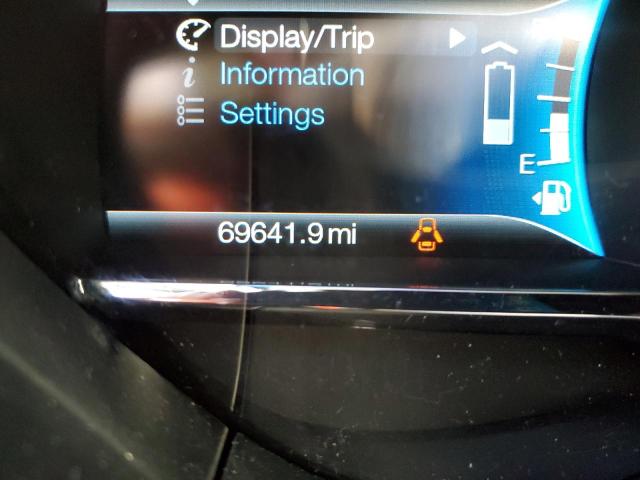 Display/Trip
Information
Settings
E
69641.9 mi